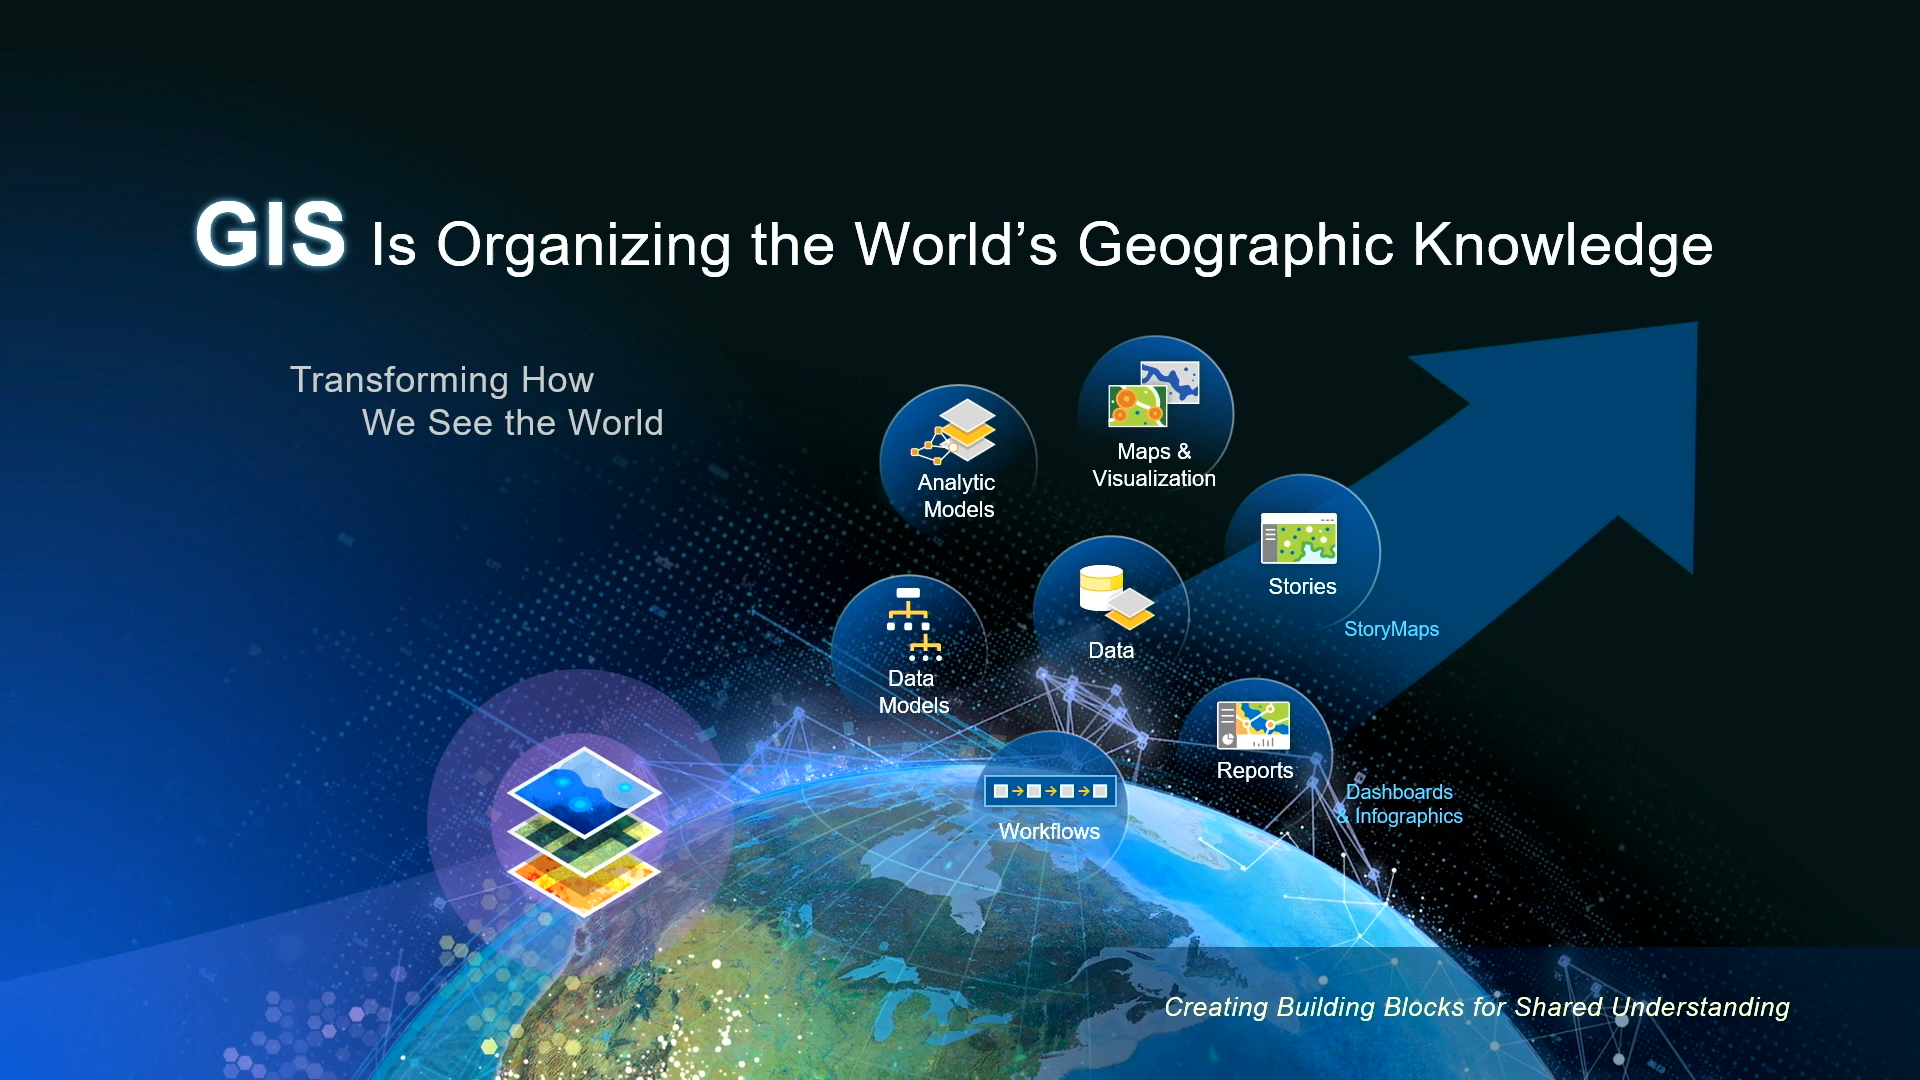 GIS Is Organizing the World's Geographic Knowledge
Transforming How
We See the World
Maps &
Visualization
Analytic
Models
Stories
StoryMaps
Data
Data
Models
Reports
Dashboards
& Infographics
Workflows
Creating Building Blocks for Shared Understanding